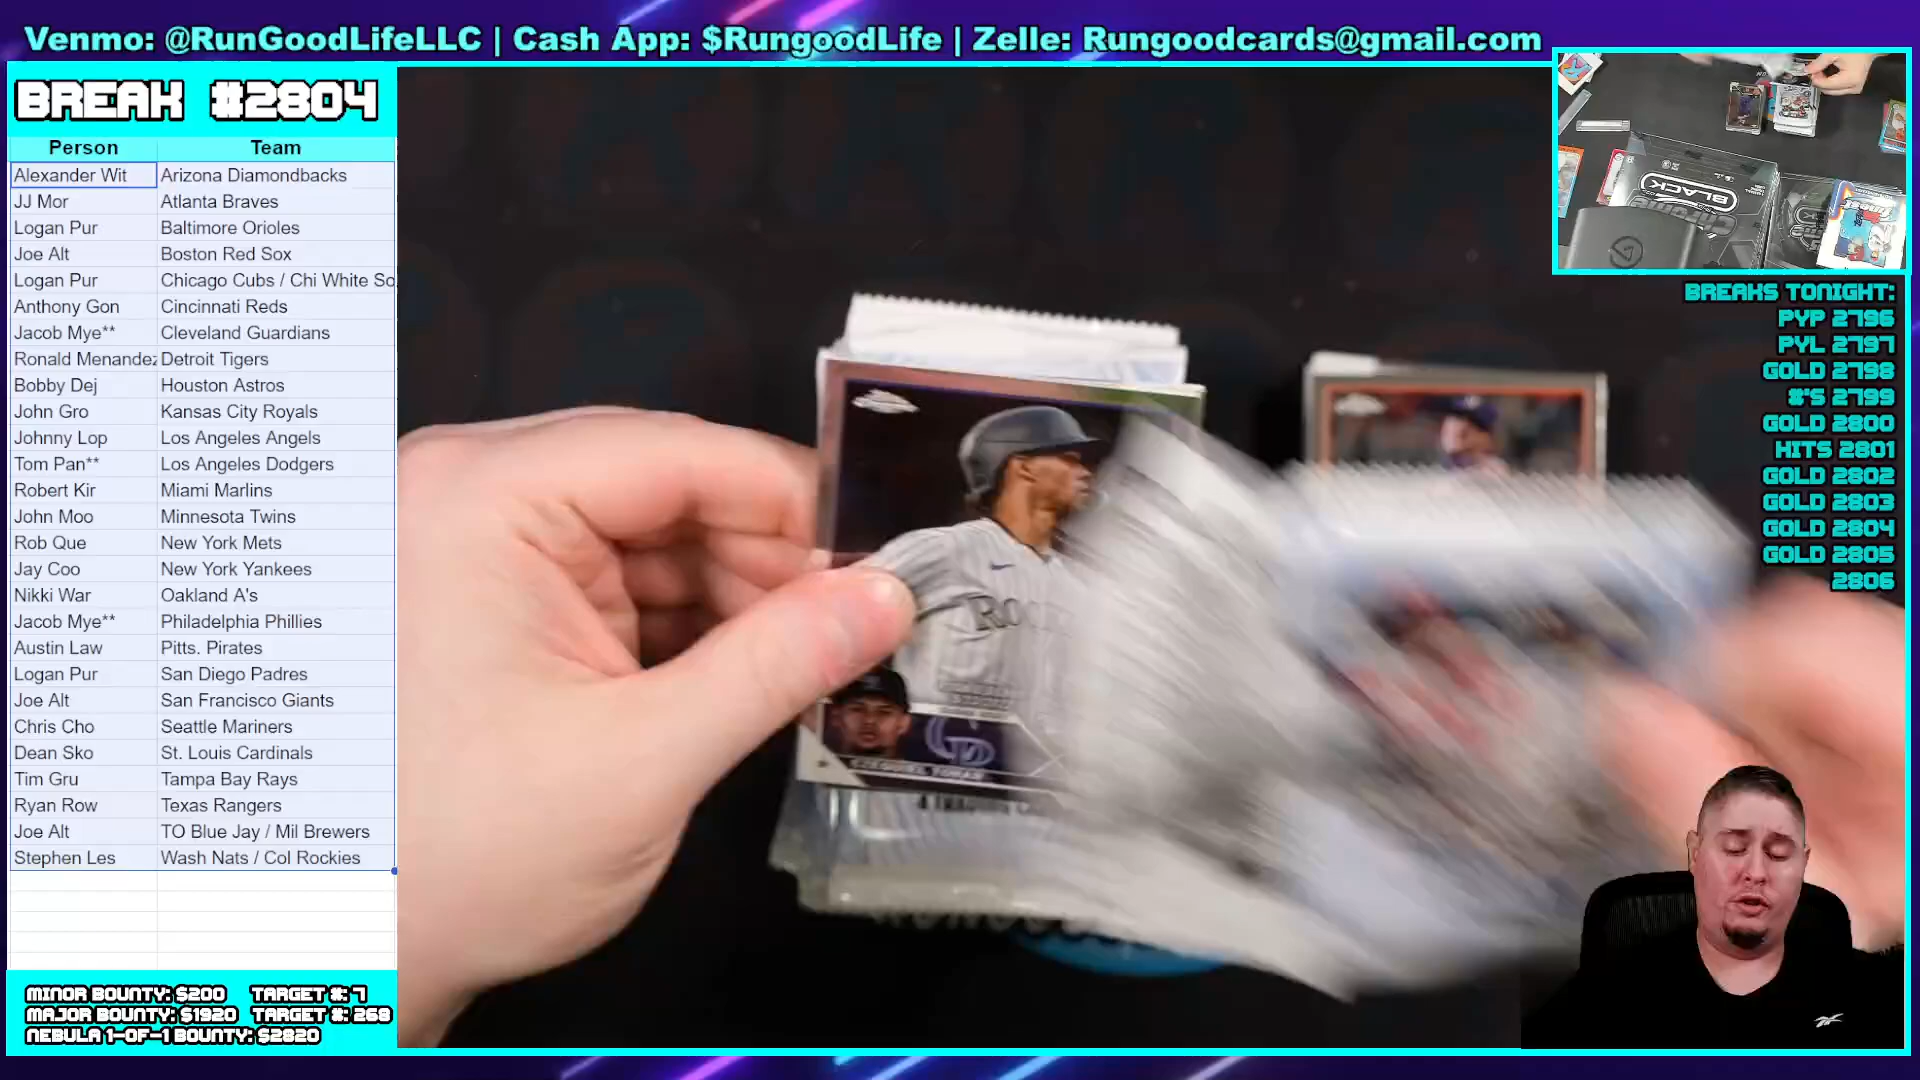 Venmo: @RunGoodLifeLLC | Cash App: $RungoodLife | Zelle: Rungoodcards@gmail.com
BREAK #2804
Person Team
Alexander Wit Arizona Diamondbacks
JJ Mor Atlanta Braves
Logan Pur Baltimore Orioles
Joe Alt Boston Red Sox
Logan Pur Chicago Cubs / Chi White So
Anthony Gon Cincinnati Reds
Jacob Mye** Cleveland Guardians
Ronald Menandez Detroit Tigers
Bobby Dej Houston Astros
John Gro Kansas City Royals
Johnny Lop Los Angeles Angels
Tom Pan** Los Angeles Dodgers
Robert Kir Miami Marlins
John Moo Minnesota Twins
Rob Que New York Mets
Jay Coo New York Yankees
Nikki War Oakland A's
Jacob Mye** Philadelphia Phillies
Austin Law Pitts. Pirates
Logan Pur San Diego Padres
Joe Alt San Francisco Giants
Chris Cho Seattle Mariners
Dean Sko St. Louis Cardinals
Tim Gru Tampa Bay Rays
Ryan Row Texas Rangers
Joe Alt TO Blue Jay / Mil Brewers
Stephen Les Wash Nats / Col Rockies
MINOR BOUNTY: $200 TARGET #: 7
MAJOR BOUNTY: $1920 TARGET #: 268
NEBULA 1-OF-1 BOUNTY: $2820
BREAKS TONIGHT:
PYP 2796
PYL 2797
GOLD 2798
#'S 2799
GOLD 2800
HITS 2801
GOLD 2802
GOLD 2803
GOLD 2804
GOLD 2805
2806
BLACK
EZEQUIEL TOVAR